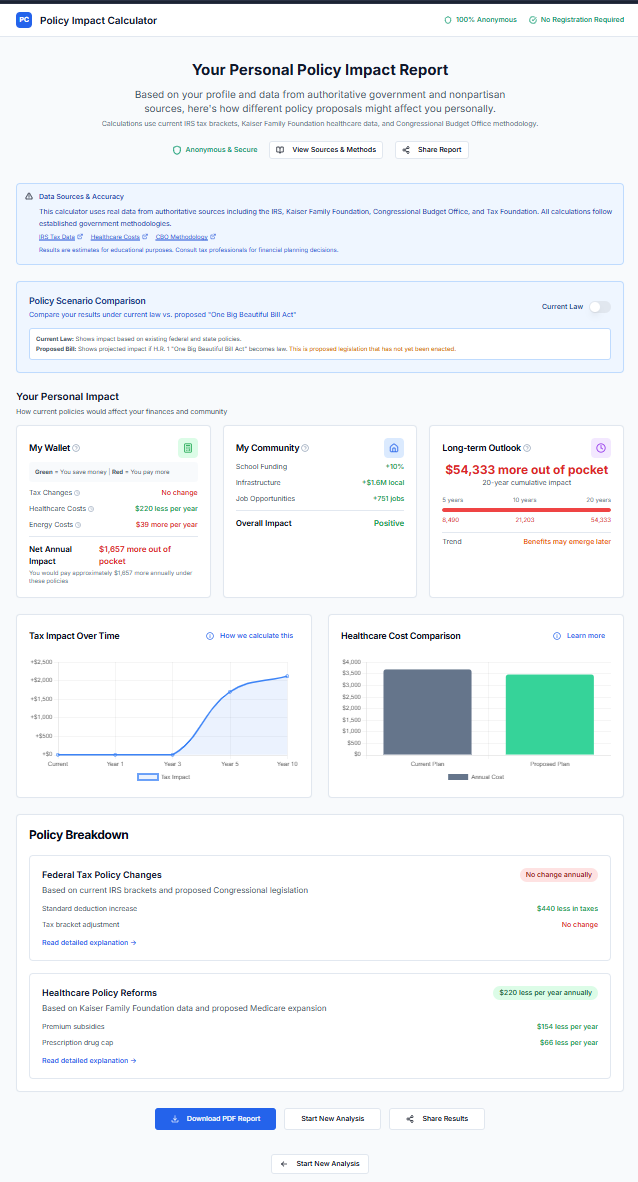 PC Policy Impact Calculator
100% Anonymous
No Registration Required
Your Personal Policy Impact Report
Based on your profile and data from authoritative government and nonpartisan
sources, here's how different policy proposals might affect you personally.
Calculations use current IRS tax brackets, Kaiser Family Foundation healthcare data, and Congressional Budget Office methodology.
Anonymous & Secure
View Sources & Methods
Share Report
Data Sources & Accuracy
This calculator uses real data from authoritative sources including the IRS, Kaiser Family Foundation, Congressional Budget Office, and Tax Foundation. All calculations follow
established government methodologies.
IRS Tax Data
Healthcare Costs
CBO Methodology
Results are estimates for educational purposes. Consult tax professionals for financial planning decisions.
Policy Scenario Comparison
Compare your results under current law vs. proposed "One Big Beautiful Bill Act"
Current Law
Current Law: Shows impact based on existing federal and state policies.
Proposed Bill: Shows projected impact if H.R. 1 "One Big Beautiful Bill Act" becomes law. This is proposed legislation that has not yet been enacted.
Your Personal Impact
How current policies would affect your finances and community
My Wallet
Green = You save money | Red = You pay more
Tax Changes No change
Healthcare Costs $220 less per year
Energy Costs $39 more per year
Net Annual
Impact
$1,657 more out of
pocket
You would pay approximately $1,657 more annually under
these policies
My Community
School Funding +10%
Infrastructure +$1.6M local
Job Opportunities +751 jobs
Overall Impact Positive
Long-term Outlook
$54,333 more out of pocket
20-year cumulative impact
5 years 10 years 20 years
8,490 21,203 54,333
Trend Benefits may emerge later
Tax Impact Over Time
How we calculate this
+$2,500
+$2,000
+$1,500
+$1,000
+$500
+$0
Current Year 1 Year 3 Year 5 Year 10
Tax Impact
Healthcare Cost Comparison
Learn more
$4,000
$3,500
$3,000
$2,500
$2,000
$1,500
$1,000
$500
$0
Current Plan Proposed Plan
Annual Cost
Policy Breakdown
Federal Tax Policy Changes
No change annually
Based on current IRS brackets and proposed Congressional legislation
Standard deduction increase $440 less in taxes
Tax bracket adjustment No change
Read detailed explanation →
Healthcare Policy Reforms
$220 less per year annually
Based on Kaiser Family Foundation data and proposed Medicare expansion
Premium subsidies $154 less per year
Prescription drug cap $66 less per year
Read detailed explanation →
Download PDF Report
Start New Analysis
Share Results
← Start New Analysis